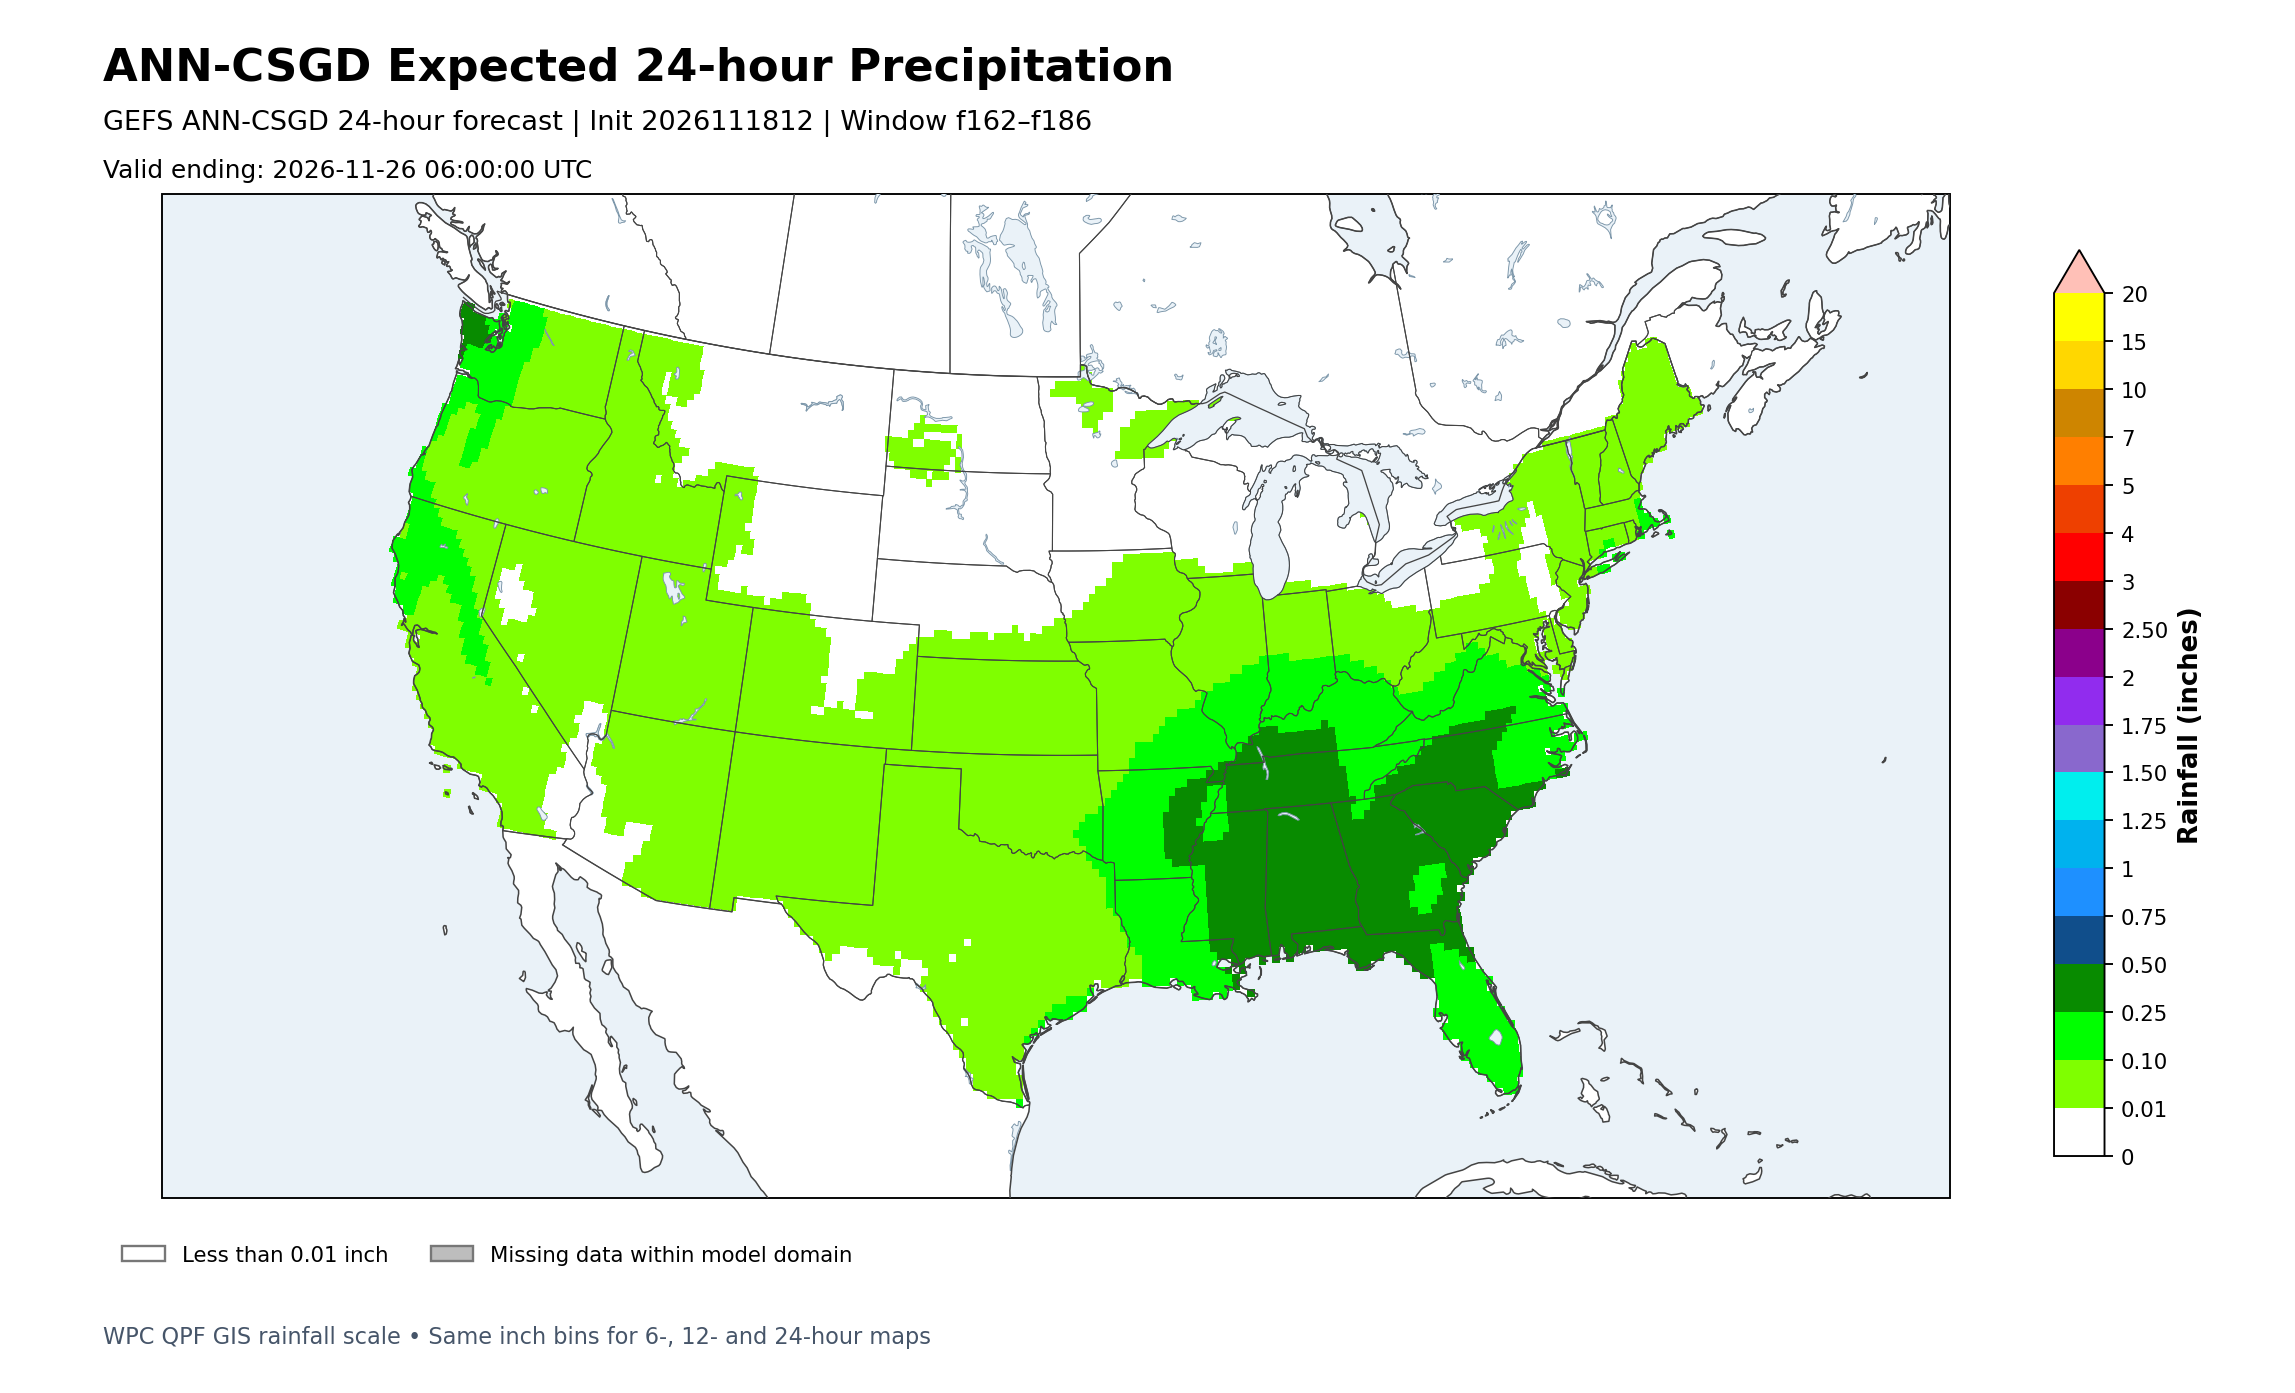 ANN-CSGD Expected 24-hour Precipitation
GEFS ANN-CSGD 24-hour forecast | Init 2026111812 | Window f162–f186
Valid ending: 2026-11-26 06:00:00 UTC
20
15
10
7
5
4
3
2.50
2
1.75
1.50
1.25
1
0.75
0.50
0.25
0.10
0.01
0
Rainfall (inches)
Less than 0.01 inch
Missing data within model domain
WPC QPF GIS rainfall scale • Same inch bins for 6-, 12- and 24-hour maps